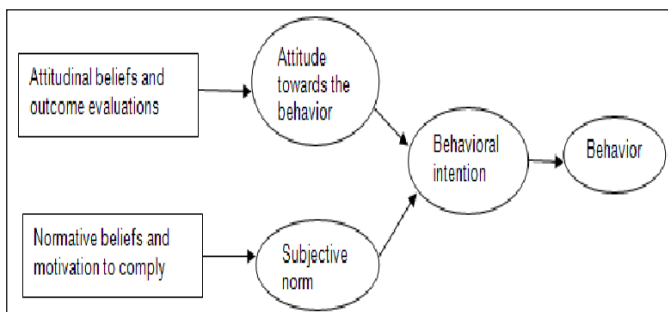 Attitudinal beliefs and
outcome evaluations
Attitude
towards the
behavior
Behavioral
intention
Behavior
Normative beliefs and
motivation to comply
Subjective
norm